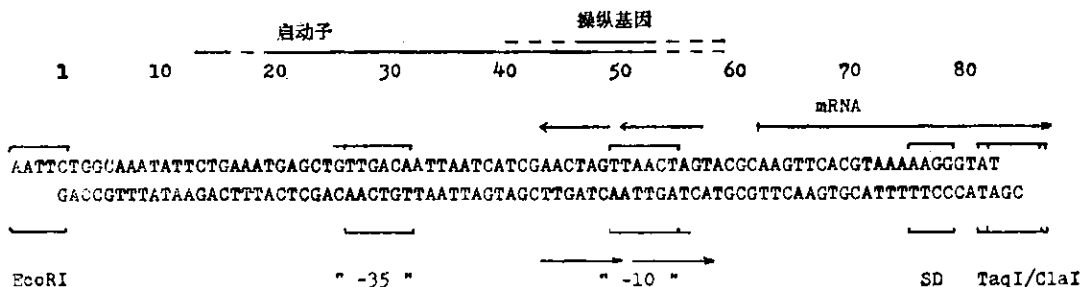 启动子 操纵基因
1 10 20 30 40 50 60 70 80
mRNA
AATTCTGGCAAATATTCTGAAATGAGCTGTTGACAATTAATCATCGAACTAGTTAACTAGTACGCAAGTTCACGTAAAAAGGGTAT
GACCGTTTATAAGACTTTACTCGACAACTGTTAATTAGTAGCTTGATCAATTGATCATGCGTTCAAGTGCATTTTTCCCATAGC
EcoRI " -35 " " -10 " SD TaqI/ClaI